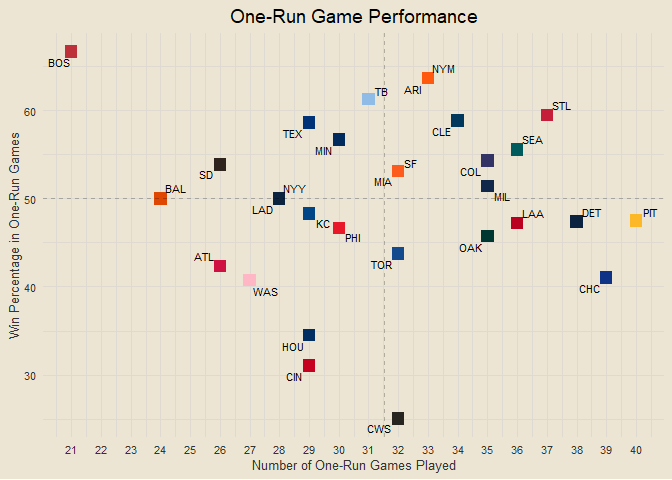 One-Run Game Performance
Win Percentage in One-Run Games
60
50
40
30
BOS
NYM
ARI
TB
STL
TEX
CLE
MIN
SEA
SD
SF
COL
MIA
BAL
NYY
LAD
MIL
KC
PHI
LAA
DET
PIT
OAK
ATL
TOR
WAS
CHC
HOU
CIN
CWS
21 22 23 24 25 26 27 28 29 30 31 32 33 34 35 36 37 38 39 40
Number of One-Run Games Played